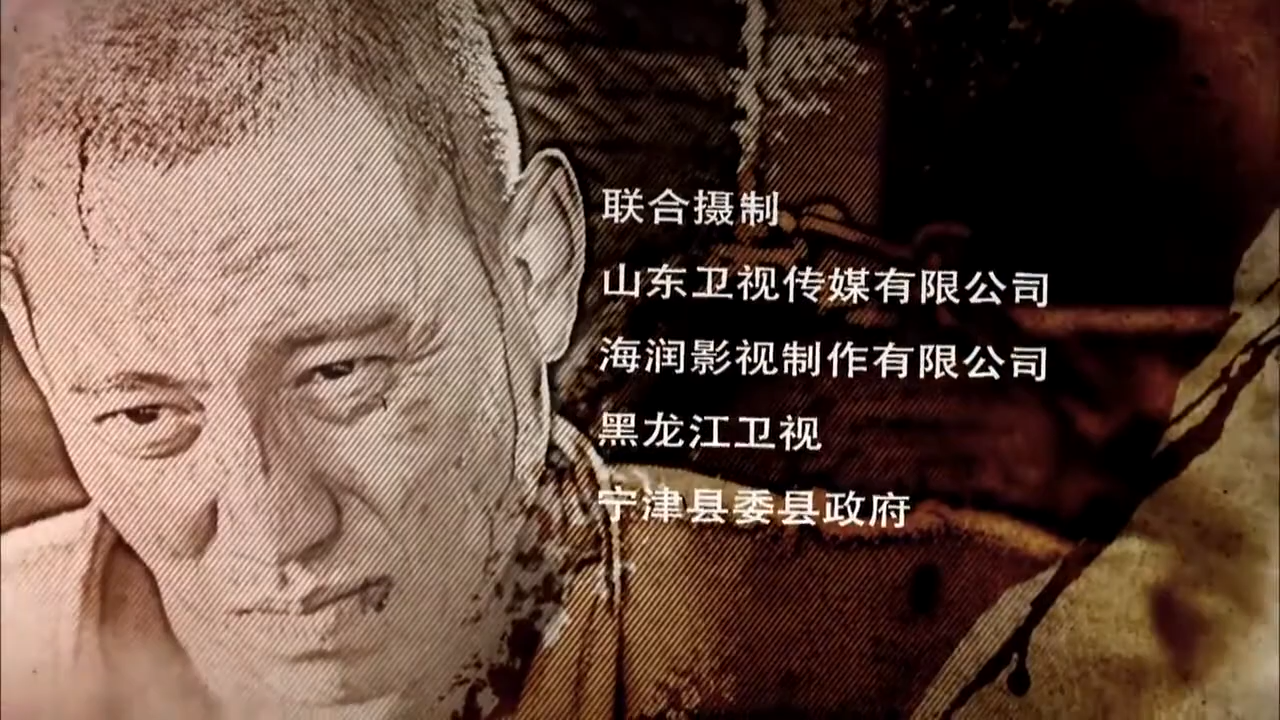 联合摄制
山东卫视传媒有限公司
海润影视制作有限公司
黑龙江卫视
宁津县委县政府